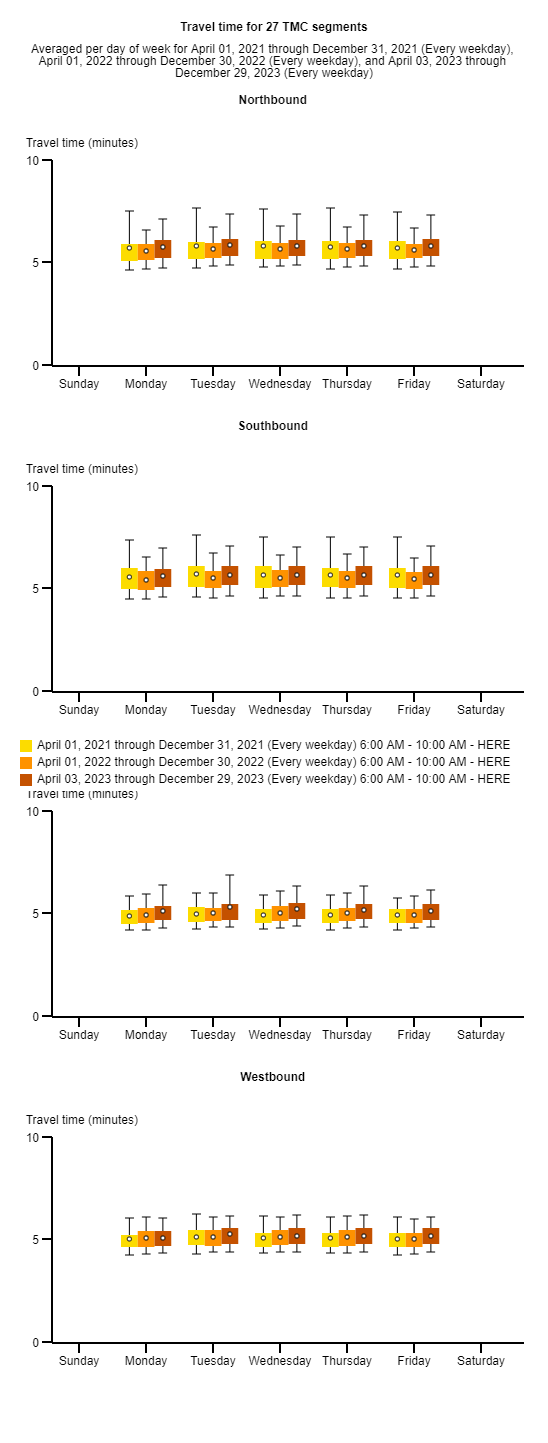 Travel time for 27 TMC segments
Averaged per day of week for April 01, 2021 through December 31, 2021 (Every weekday),
April 01, 2022 through December 30, 2022 (Every weekday), and April 03, 2023 through
December 29, 2023 (Every weekday)
Northbound
Travel time (minutes)
10
5
0
Sunday Monday Tuesday Wednesday Thursday Friday Saturday
Southbound
Travel time (minutes)
10
5
0
Sunday Monday Tuesday Wednesday Thursday Friday Saturday
April 01, 2021 through December 31, 2021 (Every weekday) 6:00 AM - 10:00 AM - HERE
April 01, 2022 through December 30, 2022 (Every weekday) 6:00 AM - 10:00 AM - HERE
April 03, 2023 through December 29, 2023 (Every weekday) 6:00 AM - 10:00 AM - HERE
Travel time (minutes)
10
5
0
Sunday Monday Tuesday Wednesday Thursday Friday Saturday
Westbound
Travel time (minutes)
10
5
0
Sunday Monday Tuesday Wednesday Thursday Friday Saturday